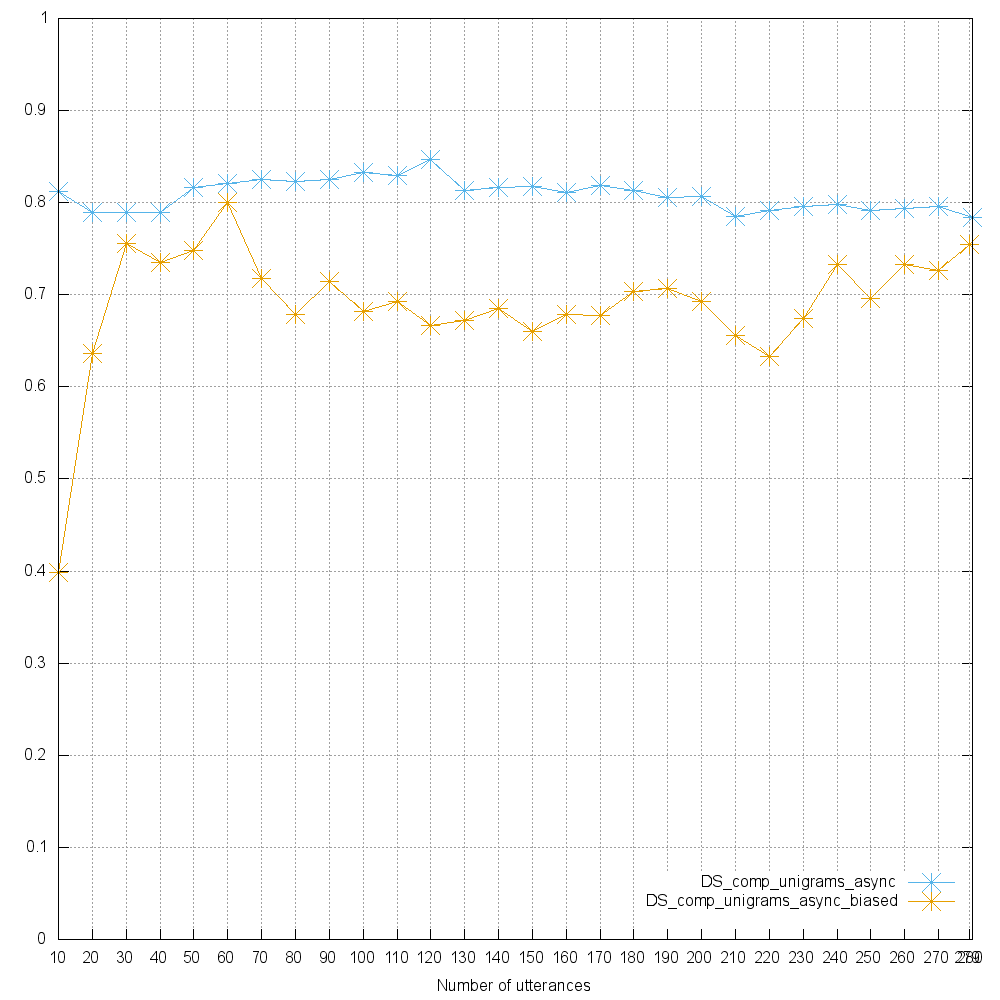 1
0.9
0.8
0.7
0.6
0.5
0.4
0.3
0.2
0.1
0
DS_comp_unigrams_async
DS_comp_unigrams_async_biased
10 20 30 40 50 60 70 80 90 100 110 120 130 140 150 160 170 180 190 200 210 220 230 240 250 260 270 279 280
Number of utterances